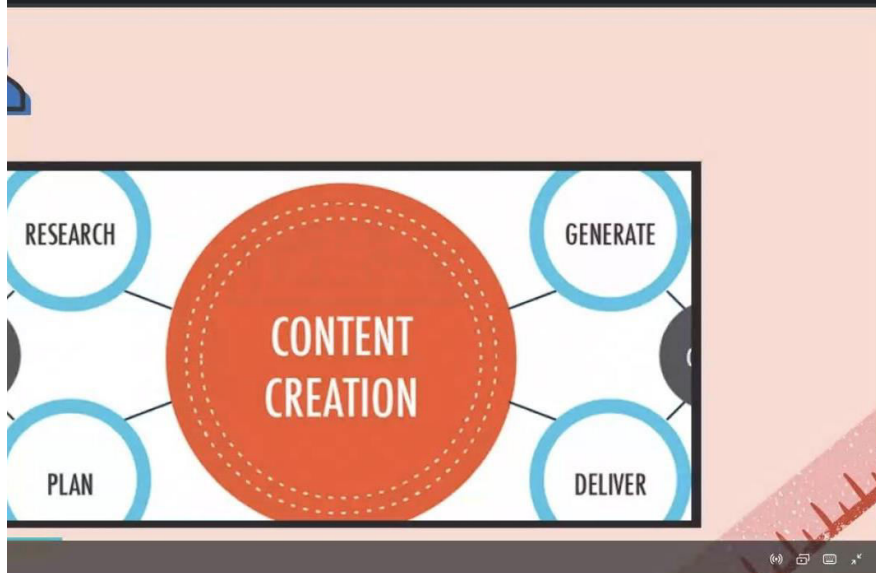 RESEARCH
GENERATE
CONTENT
CREATION
PLAN
DELIVER